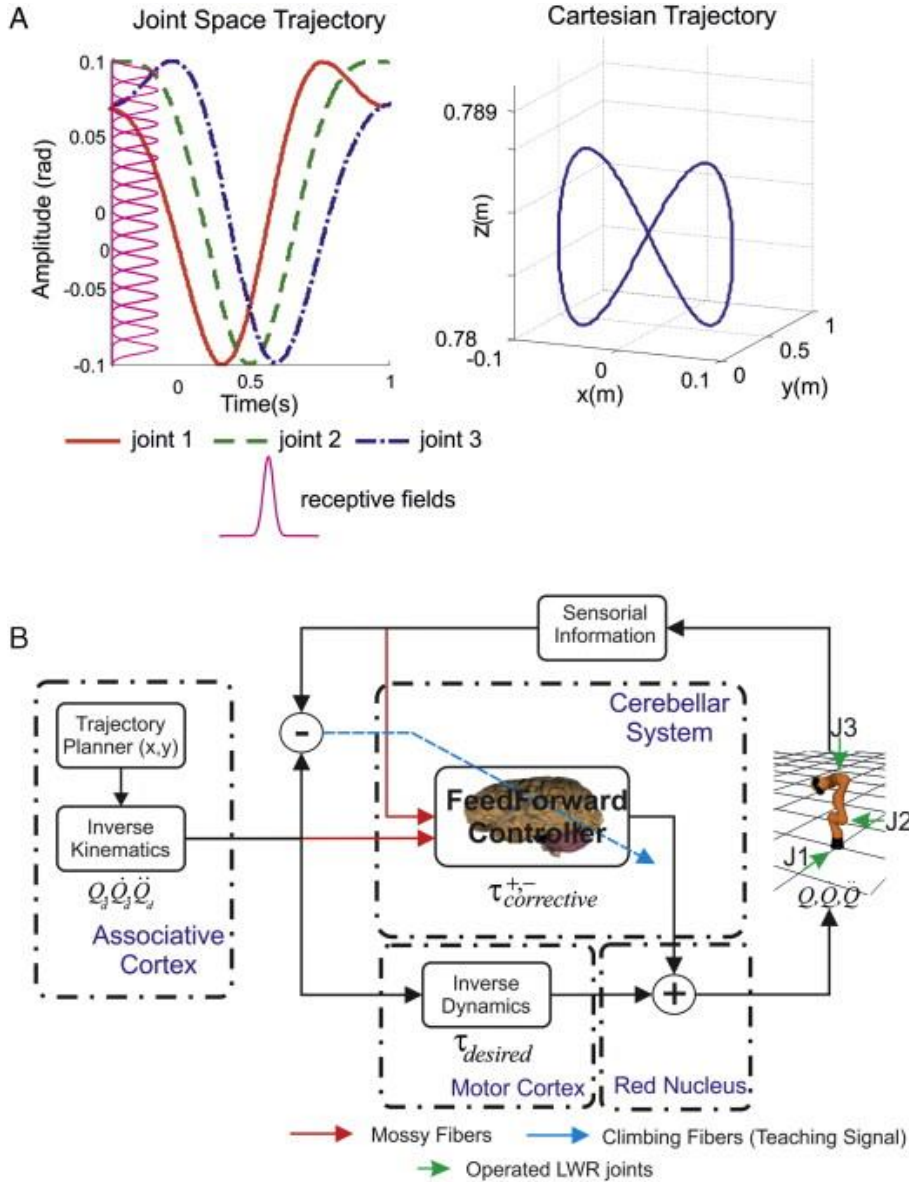 A
Joint Space Trajectory
Cartesian Trajectory
Amplitude (rad)
0.1
0.05
0
0
-0.05
-0.1
0
0.5
1
Time(s)
Z(m)
0.789
0.78
-0.1
0
0.1
x(m)
0
0.5
1
y(m)
joint 1
joint 2
joint 3
receptive fields
B
Sensorial
Information
Trajectory
Planner (x,y)
Inverse
Kinematics
Associative
Cortex
-
Cerebellar
System
FeedForward
Controller
τ+,-corrective
Inverse
Dynamics
τdesired
Motor Cortex
+
Red Nucleus
J3
J2
J1
Q,Q̇,Q̈
Mossy Fibers
Climbing Fibers (Teaching Signal)
Operated LWR joints